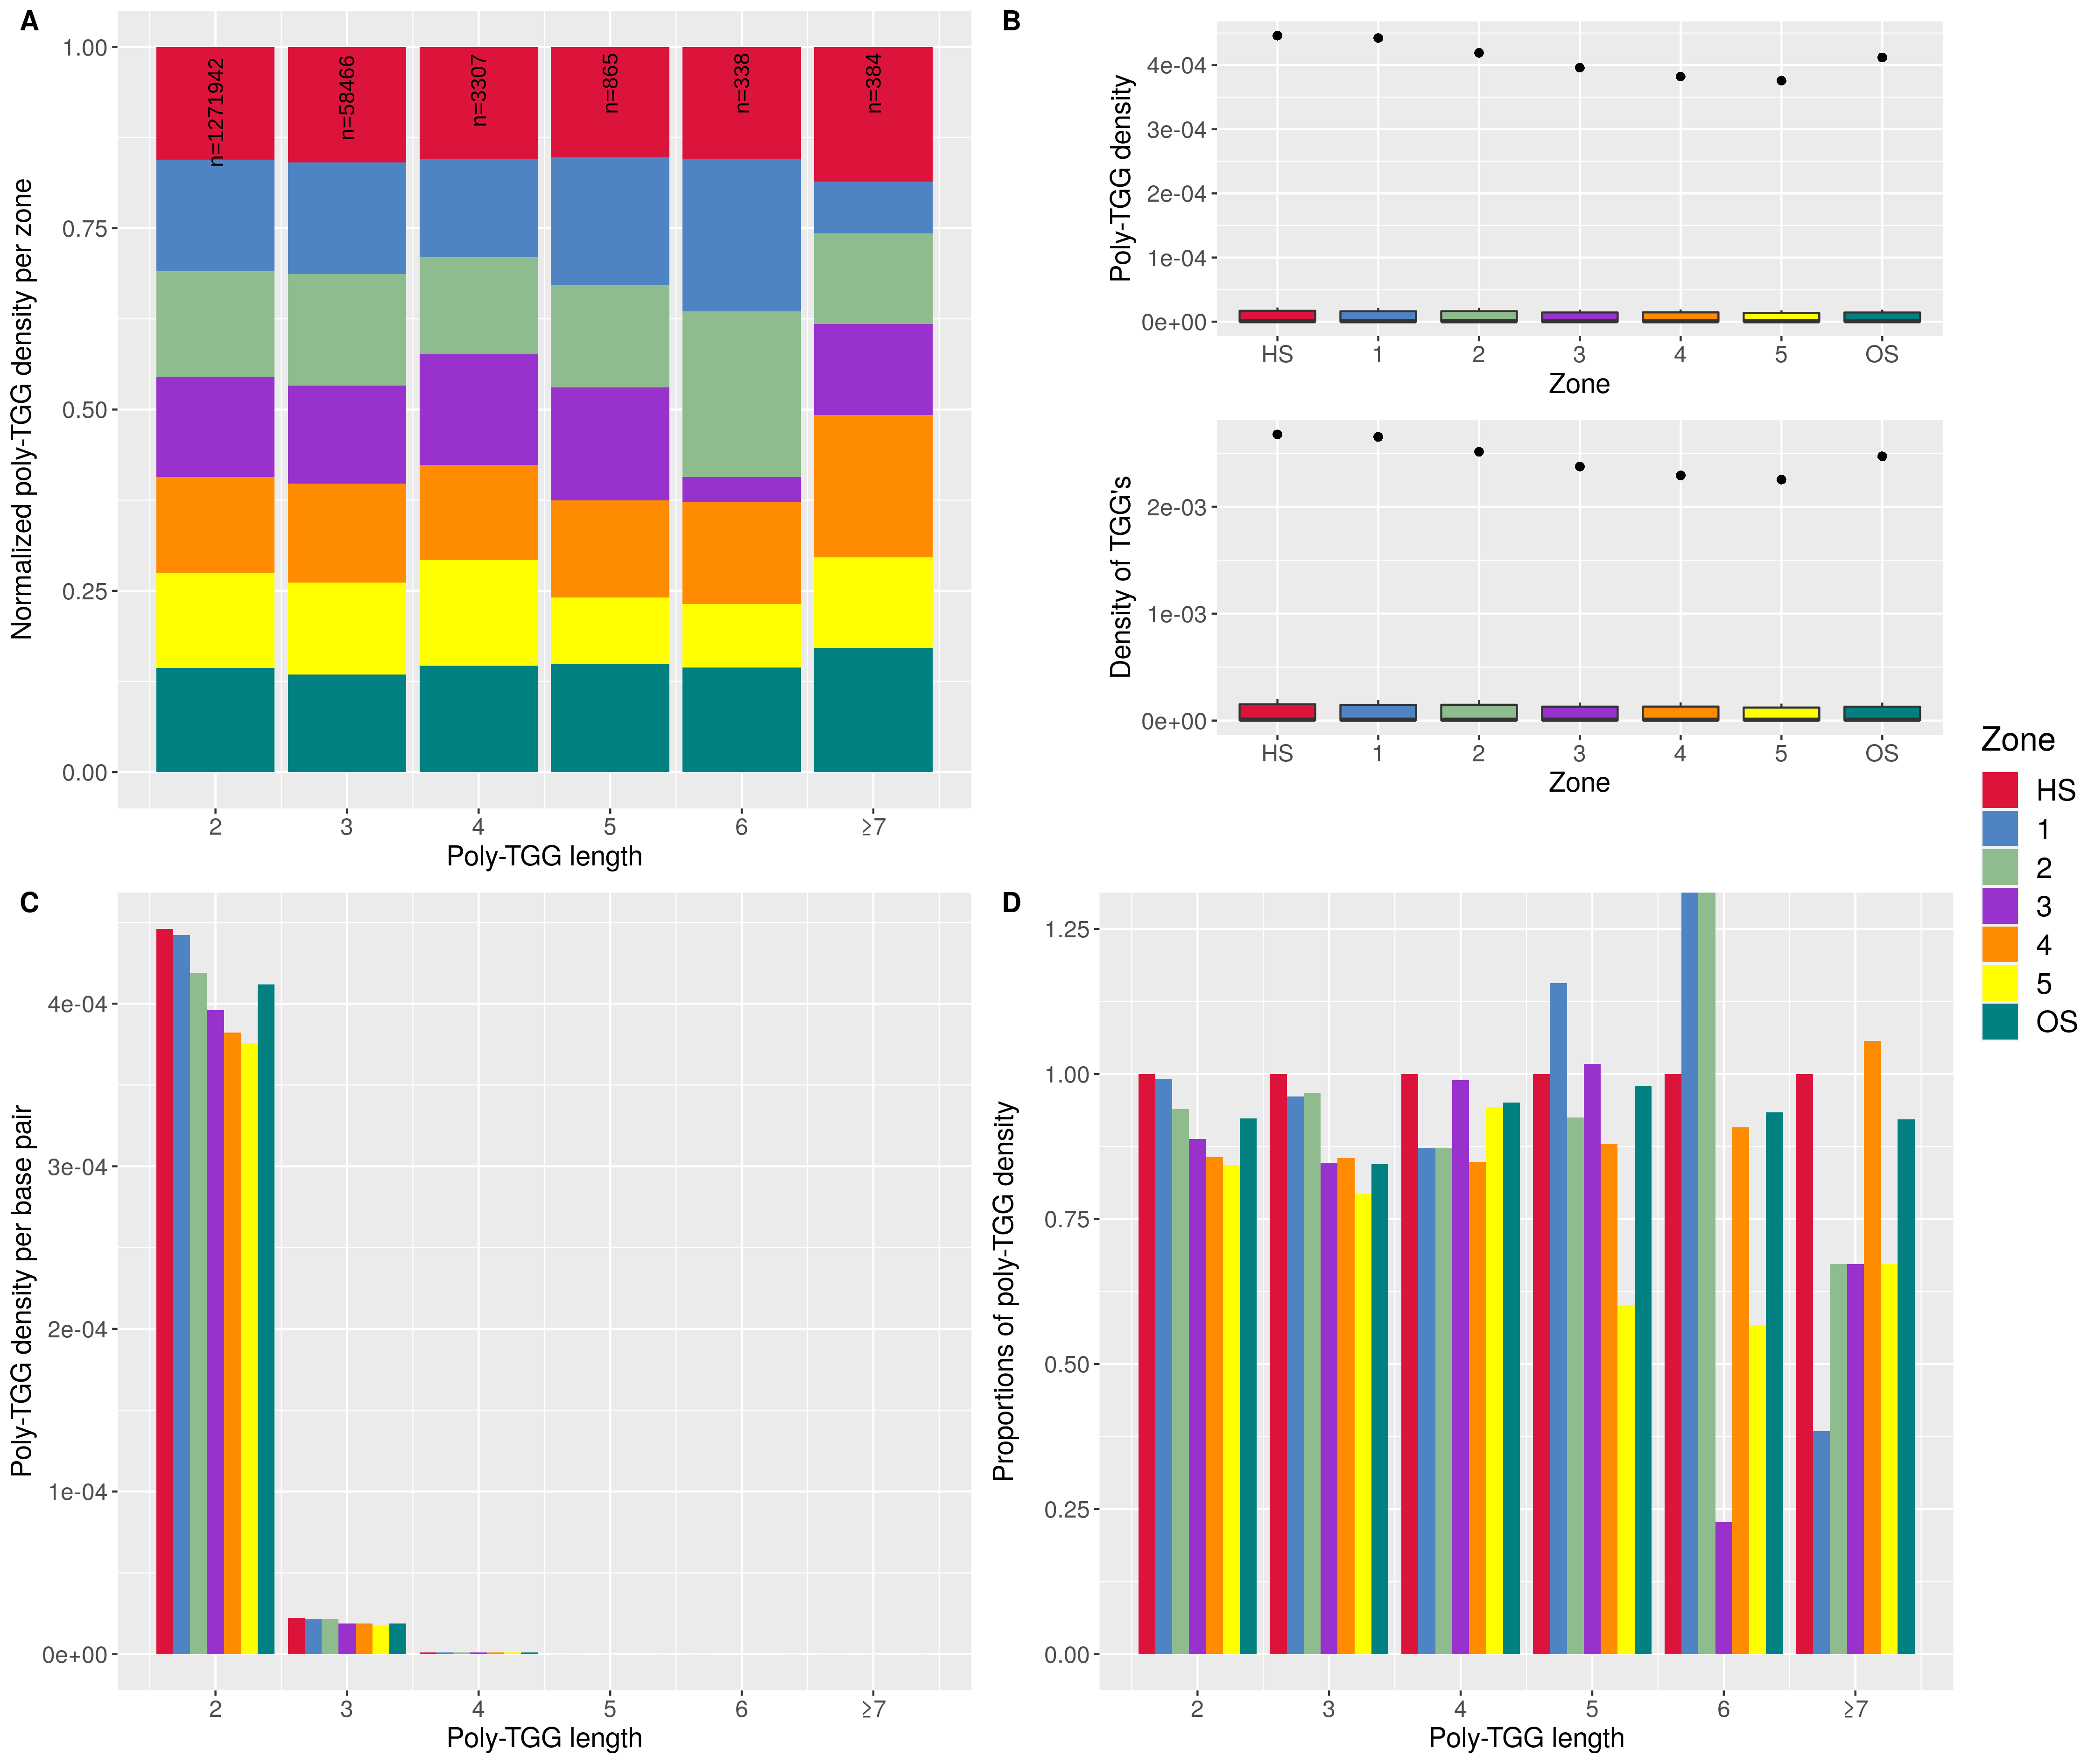 A
Normalized poly-TGG density per zone
1.00
0.75
0.50
0.25
0.00
n=1271942
n=58466
n=3307
n=865
n=338
n=384
2 3 4 5 6 ≥7
Poly-TGG length
B
Poly-TGG density
4e-04
3e-04
2e-04
1e-04
0e+00
HS 1 2 3 4 5 OS
Zone
Density of TGG's
2e-03
1e-03
0e+00
HS 1 2 3 4 5 OS
Zone
Zone
HS
1
2
3
4
5
OS
C
Poly-TGG density per base pair
4e-04
3e-04
2e-04
1e-04
0e+00
2 3 4 5 6 ≥7
Poly-TGG length
D
Proportions of poly-TGG density
1.25
1.00
0.75
0.50
0.25
0.00
2 3 4 5 6 ≥7
Poly-TGG length